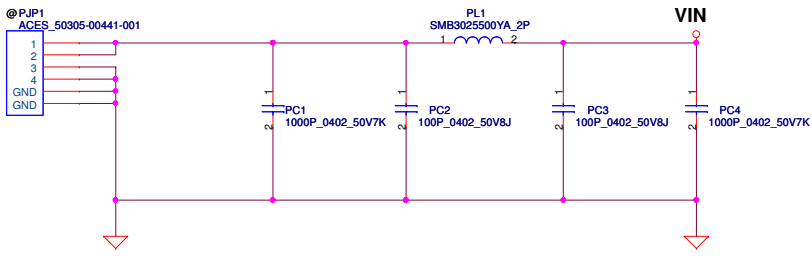 @PJP1
ACES_50305-00441-001
1
2
3
4
GND
GND
PL1
SMB3025500YA_2P
1 2
VIN
1
2
PC1
1000P_0402_50V7K
1
2
PC2
100P_0402_50V8J
1
2
PC3
100P_0402_50V8J
1
2
PC4
1000P_0402_50V7K